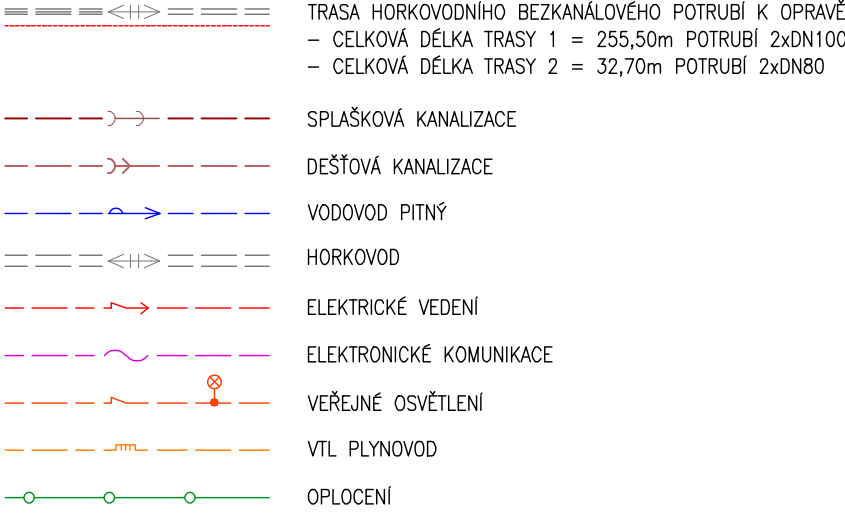 TRASA HORKOVODNÍHO BEZKANÁLOVÉHO POTRUBÍ K OPRAVĚ
– CELKOVÁ DÉLKA TRASY 1 = 255,50m POTRUBÍ 2xDN100
– CELKOVÁ DÉLKA TRASY 2 = 32,70m POTRUBÍ 2xDN80
SPLAŠKOVÁ KANALIZACE
DEŠŤOVÁ KANALIZACE
VODOVOD PITNÝ
HORKOVOD
ELEKTRICKÉ VEDENÍ
ELEKTRONICKÉ KOMUNIKACE
VEŘEJNÉ OSVĚTLENÍ
VTL PLYNOVOD
OPLOCENÍ